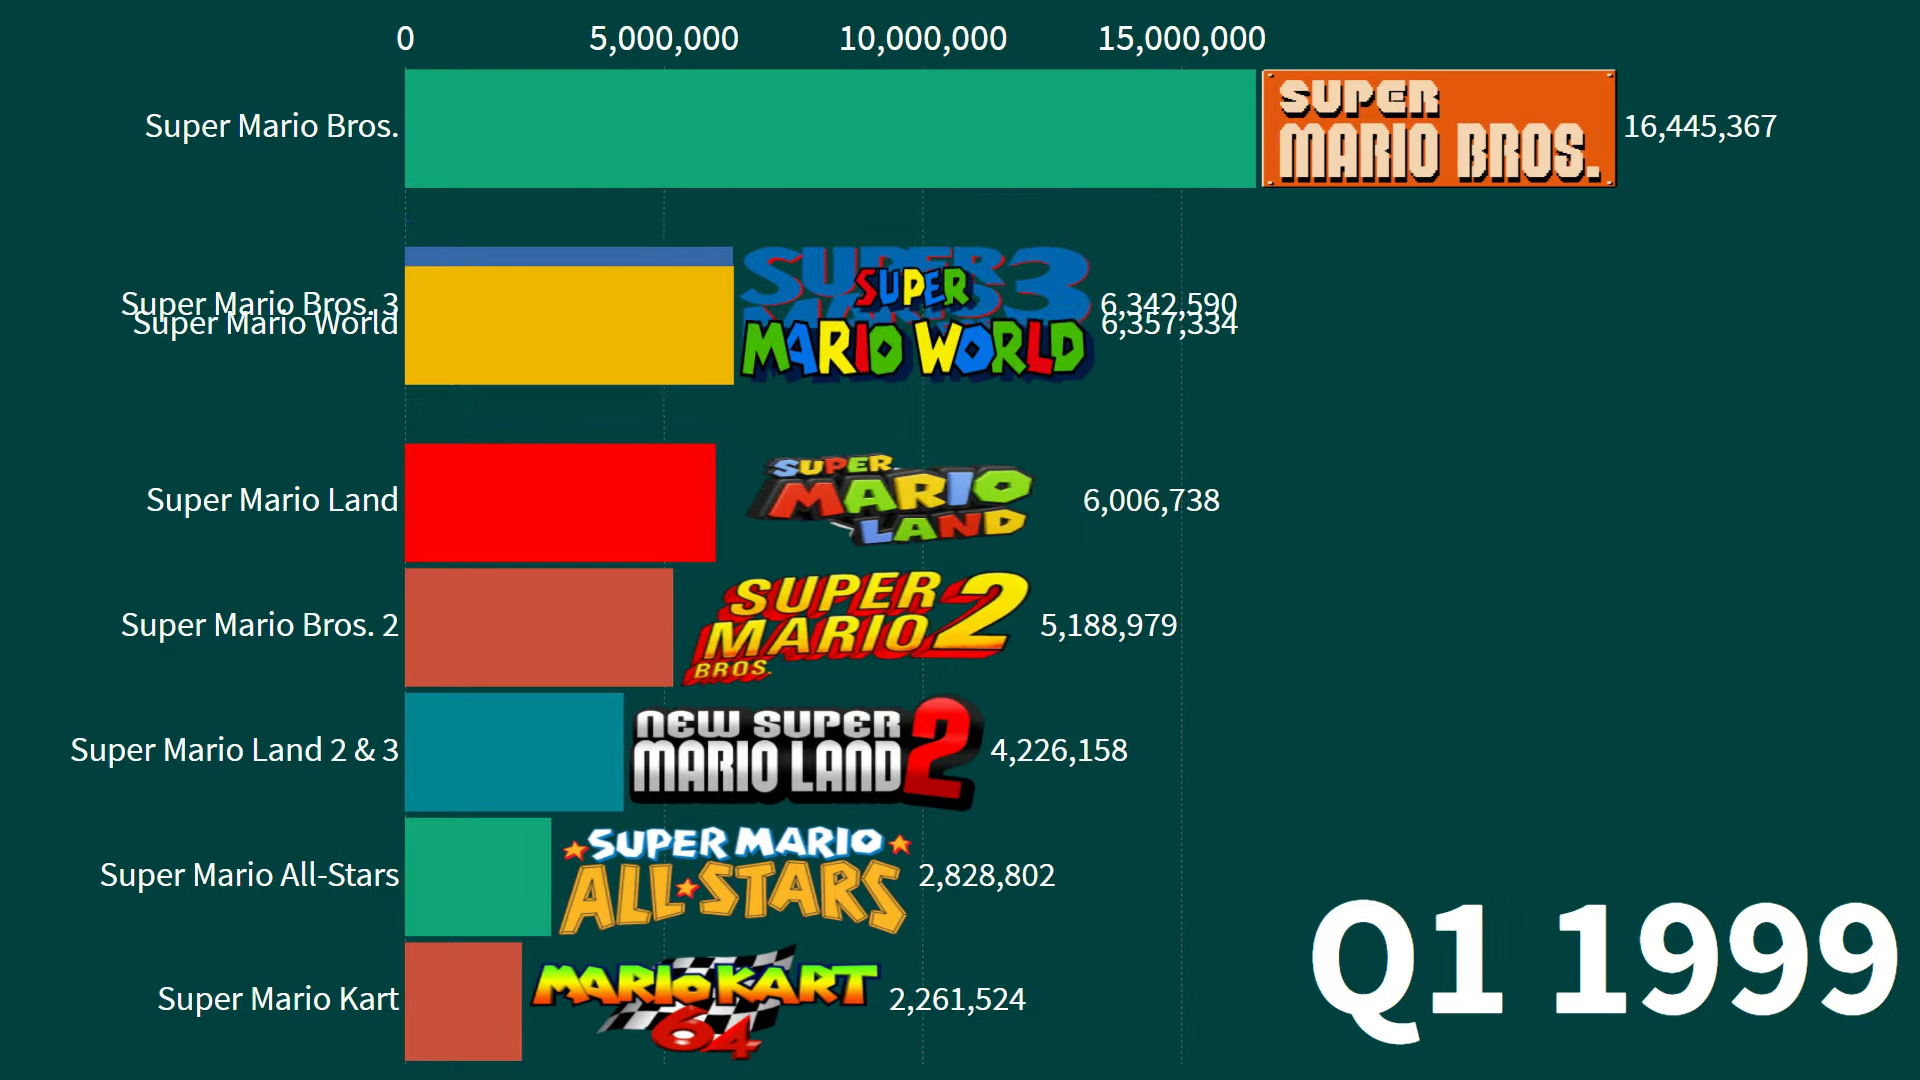 0 5,000,000 10,000,000 15,000,000
Super Mario Bros. SUPER MARIO BROS. 16,445,367
Super Mario Bros. 3 SUPER 3 6,342,590
Super Mario World SUPER MARIO WORLD 6,357,334
Super Mario Land SUPER MARIO LAND 6,006,738
Super Mario Bros. 2 SUPER MARIO BROS. 2 5,188,979
Super Mario Land 2 & 3 NEW SUPER MARIO LAND 2 4,226,158
Super Mario All-Stars SUPER MARIO ALL-STARS 2,828,802
Super Mario Kart MARIO KART 64 2,261,524
Q1 1999